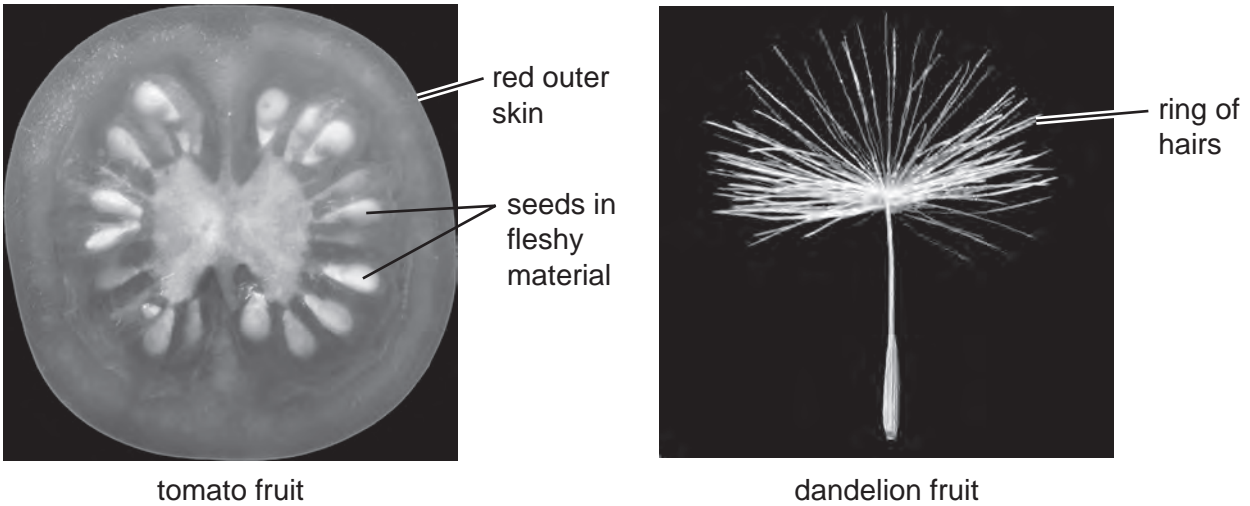 red outer
skin
seeds in
fleshy
material
tomato fruit
ring of
hairs
dandelion fruit